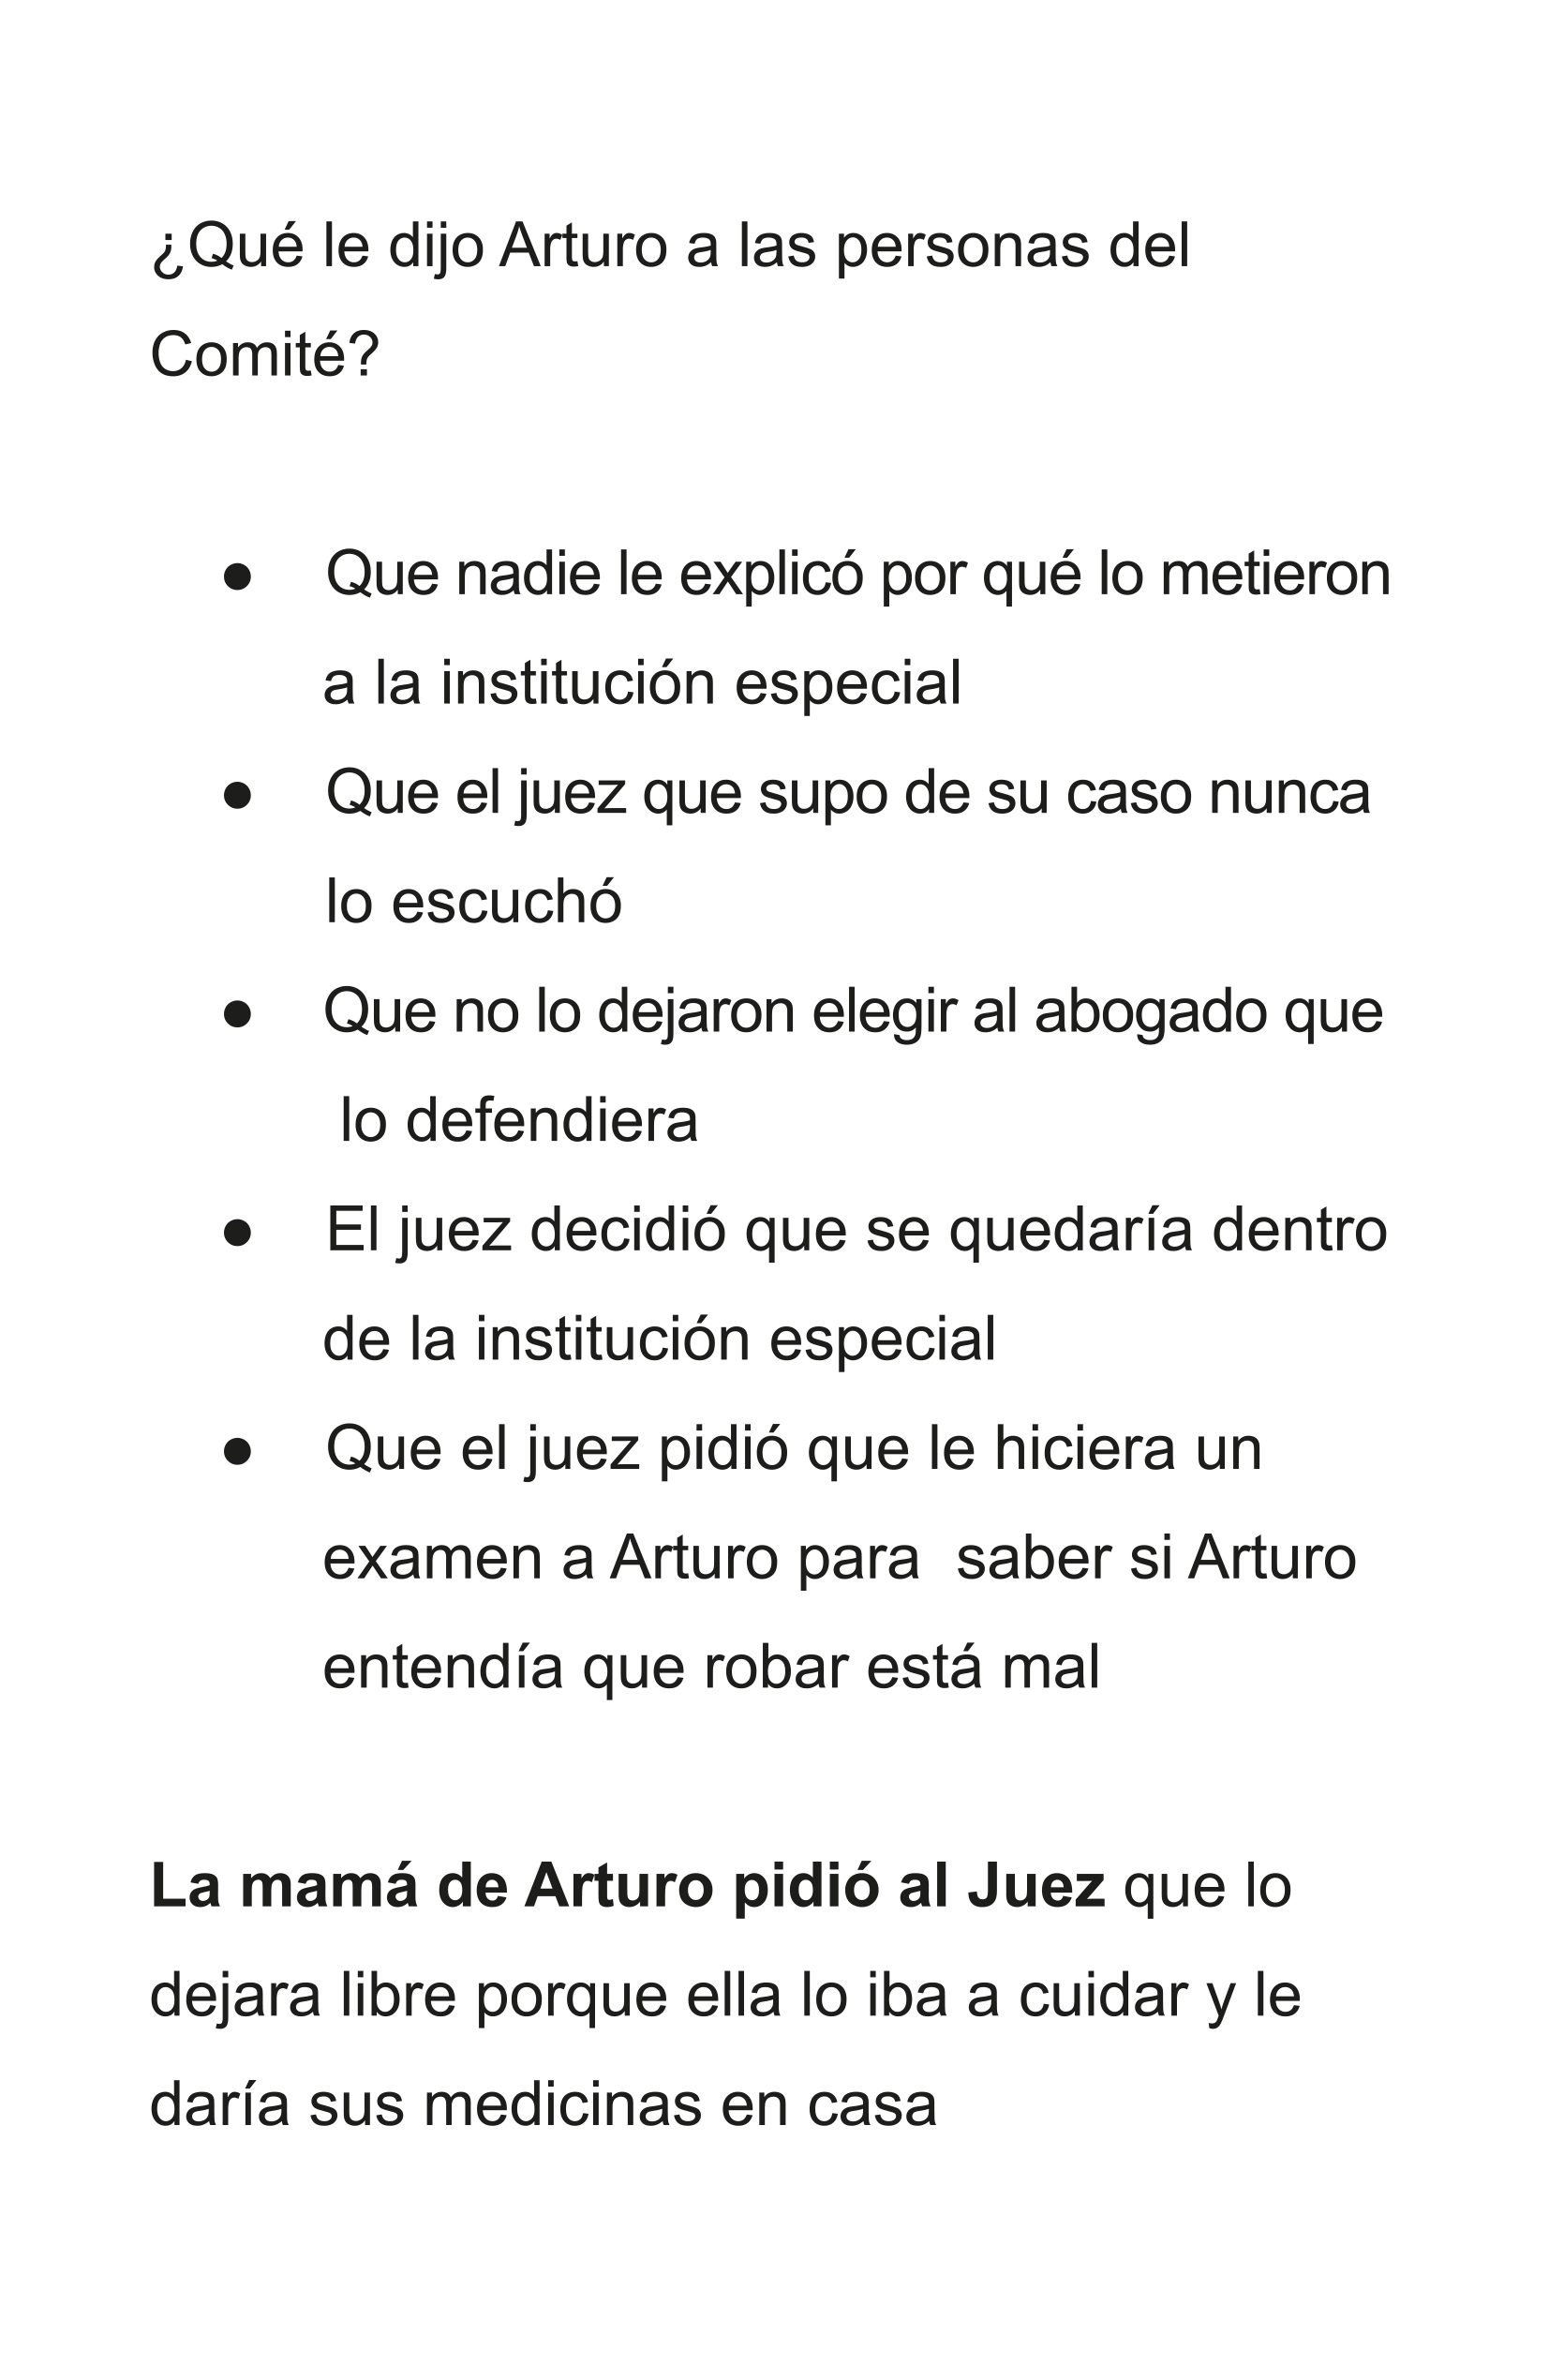 ¿Qué le dijo Arturo a las personas del
Comité?
● Que nadie le explicó por qué lo metieron
a la institución especial
● Que el juez que supo de su caso nunca
lo escuchó
● Que no lo dejaron elegir al abogado que
lo defendiera
● El juez decidió que se quedaría dentro
de la institución especial
● Que el juez pidió que le hiciera un
examen a Arturo para  saber si Arturo
entendía que robar está mal
La mamá de Arturo pidió al Juez que lo
dejara libre porque ella lo iba a cuidar y le
daría sus medicinas en casa